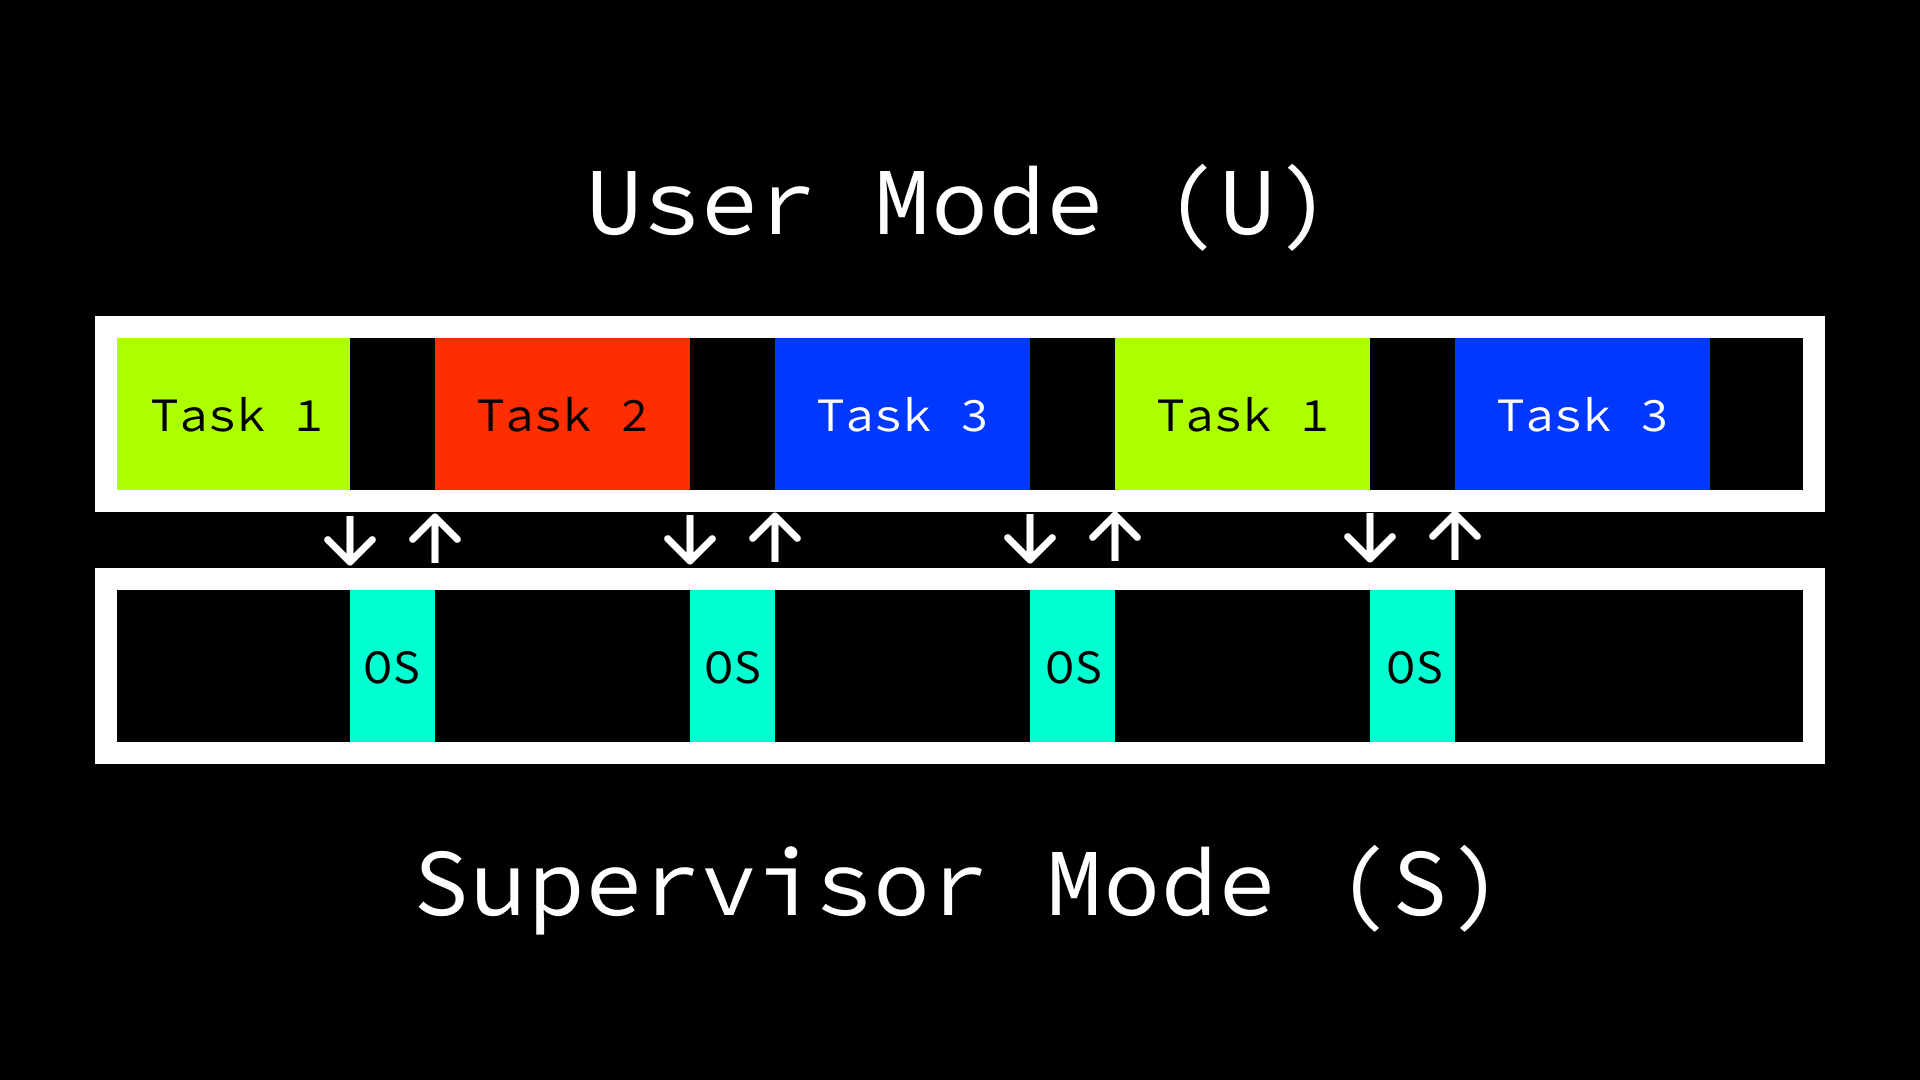 User Mode (U)
Task 1 Task 2 Task 3 Task 1 Task 3
OS OS OS OS
Supervisor Mode (S)